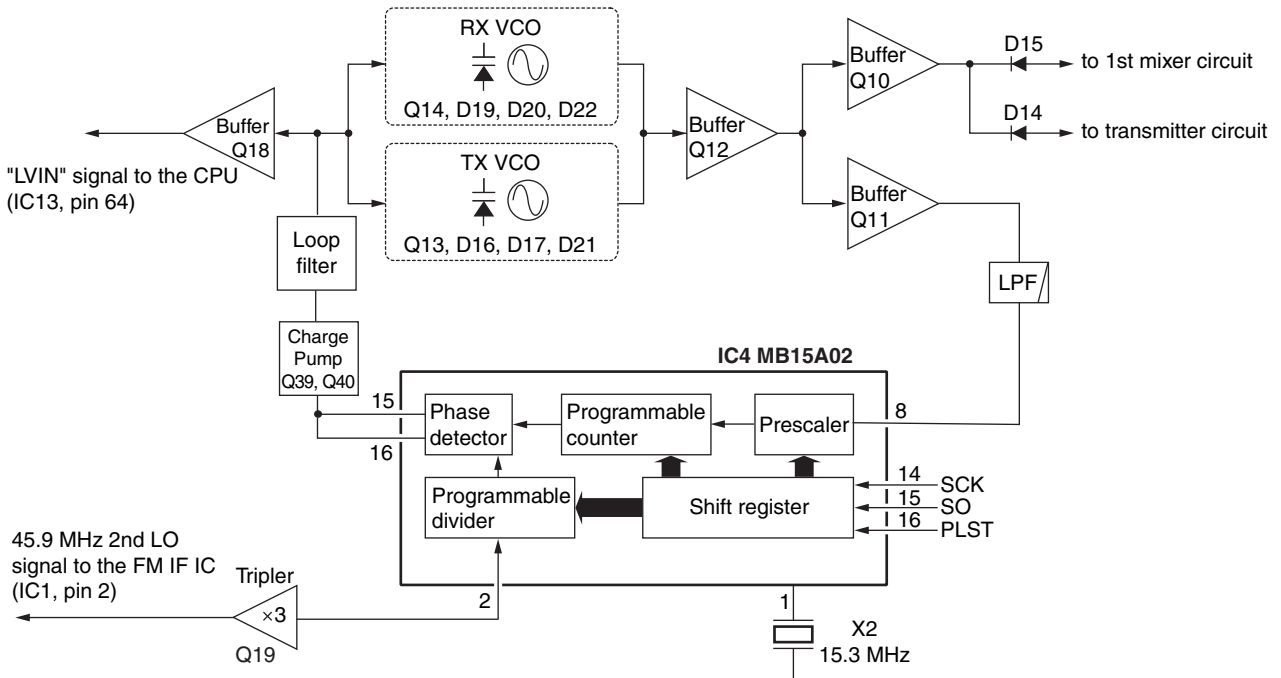 RX VCO
Q14, D19, D20, D22
TX VCO
Q13, D16, D17, D21
Buffer
Q18
"LVIN" signal to the CPU
(IC13, pin 64)
Buffer
Q12
Buffer
Q10
Buffer
Q11
D15
to 1st mixer circuit
D14
to transmitter circuit
LPF
Loop
filter
Charge
Pump
Q39, Q40
IC4 MB15A02
15
16
Phase
detector
Programmable
counter
Prescaler
8
Programmable
divider
Shift register
14
SCK
15
SO
16
PLST
45.9 MHz 2nd LO
signal to the FM IF IC
(IC1, pin 2)
Tripler
×3
Q19
2
1
X2
15.3 MHz